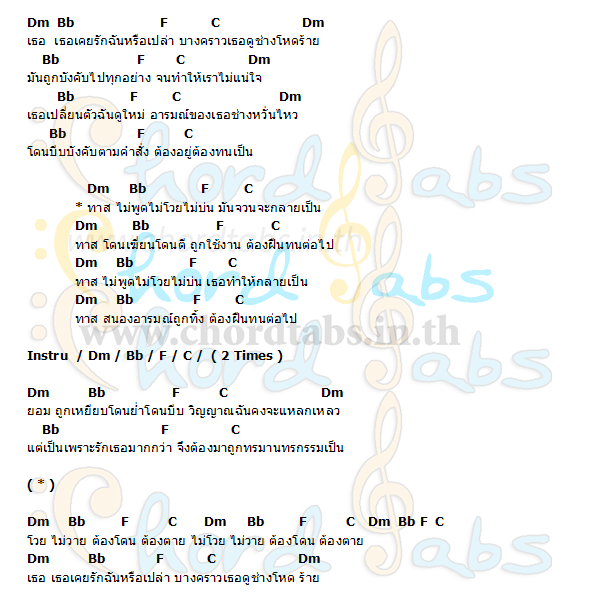 Dm Bb F C Dm
เธอ เธอเคยรักฉันหรือเปล่า บางคราวเธอดูช่างโหดร้าย
Bb F C Dm
มันถูกบังคับไปทุกอย่าง จนทำให้เราไม่แน่ใจ
Bb F C Dm
เธอเปลี่ยนตัวฉันดูใหม่ อารมณ์ของเธอช่างหวั่นไหว
Bb F C
โดนบีบบังคับตามคำสั่ง ต้องอยู่ต้องทนเป็น
Dm Bb F C
* ทาส ไม่พูดไม่โวยไม่บ่น มันจวนจะกลายเป็น
Dm Bb F C
ทาส โดนเฆี่ยนโดนตี ถูกใช้งาน ต้องฝืนทนต่อไป
Dm Bb F C
ทาส ไม่พูดไม่โวยไม่บ่น เธอทำให้กลายเป็น
Dm Bb F C
ทาส สนองอารมณ์ถูกทิ้ง ต้องฝืนทนต่อไป
www.chordtabs.in.th
Instru / Dm / Bb / F / C / ( 2 Times )
Dm Bb F C Dm
ยอม ถูกเหยียบโดนย่ำโดนบีบ วิญญาณฉันคงจะแหลกเหลว
Bb F C
แต่เป็นเพราะรักเธอมากกว่า จึงต้องมาถูกทรมานทรกรรมเป็น
( * )
Dm Bb F C Dm Bb F C Dm Bb F C
โวย ไม่วาย ต้องโดน ต้องตาย ไม่โวย ไม่วาย ต้องโดน ต้องตาย
Dm Bb F C Dm
เธอ เธอเคยรักฉันหรือเปล่า บางคราวเธอดูช่างโหด ร้าย